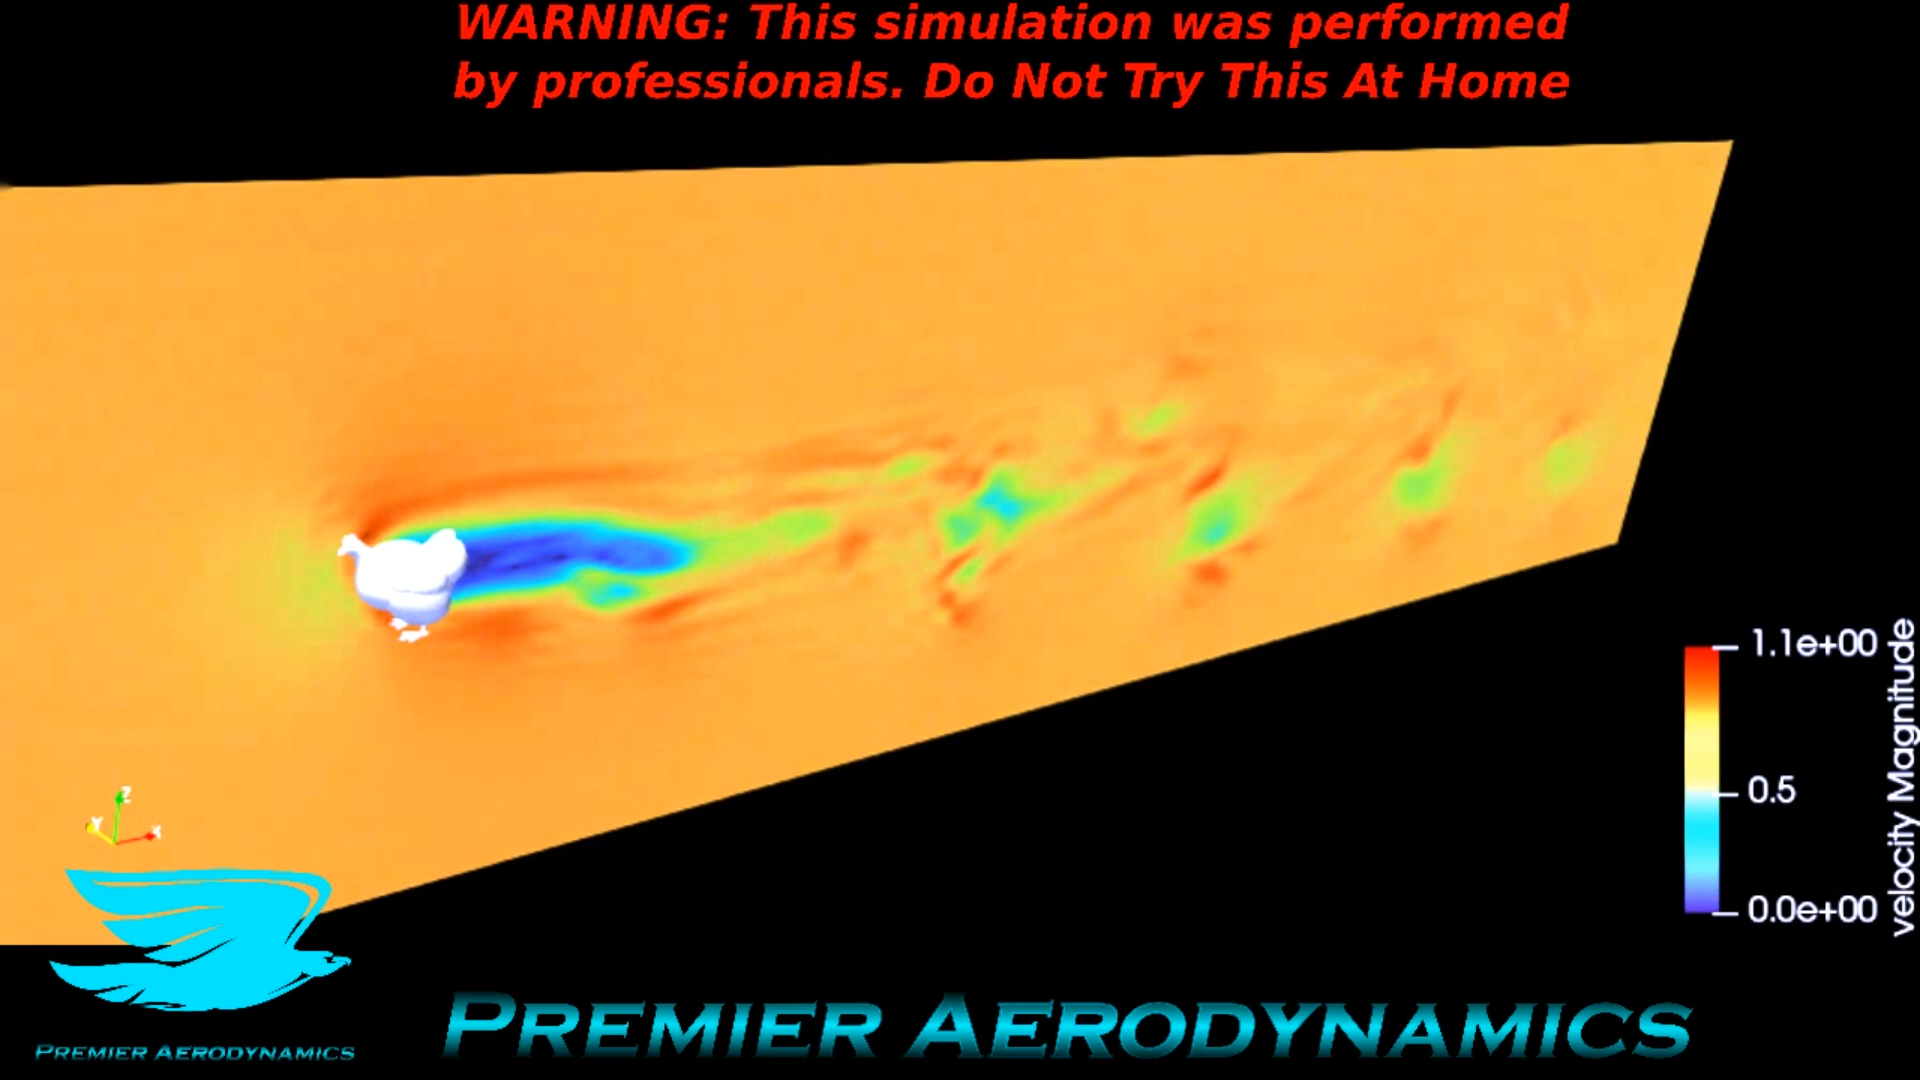 WARNING: This simulation was performed
by professionals. Do Not Try This At Home
1.1e+00
0.5
0.0e+00
velocity Magnitude
Z
Y
X
PREMIER AERODYNAMICS
PREMIER AERODYNAMICS